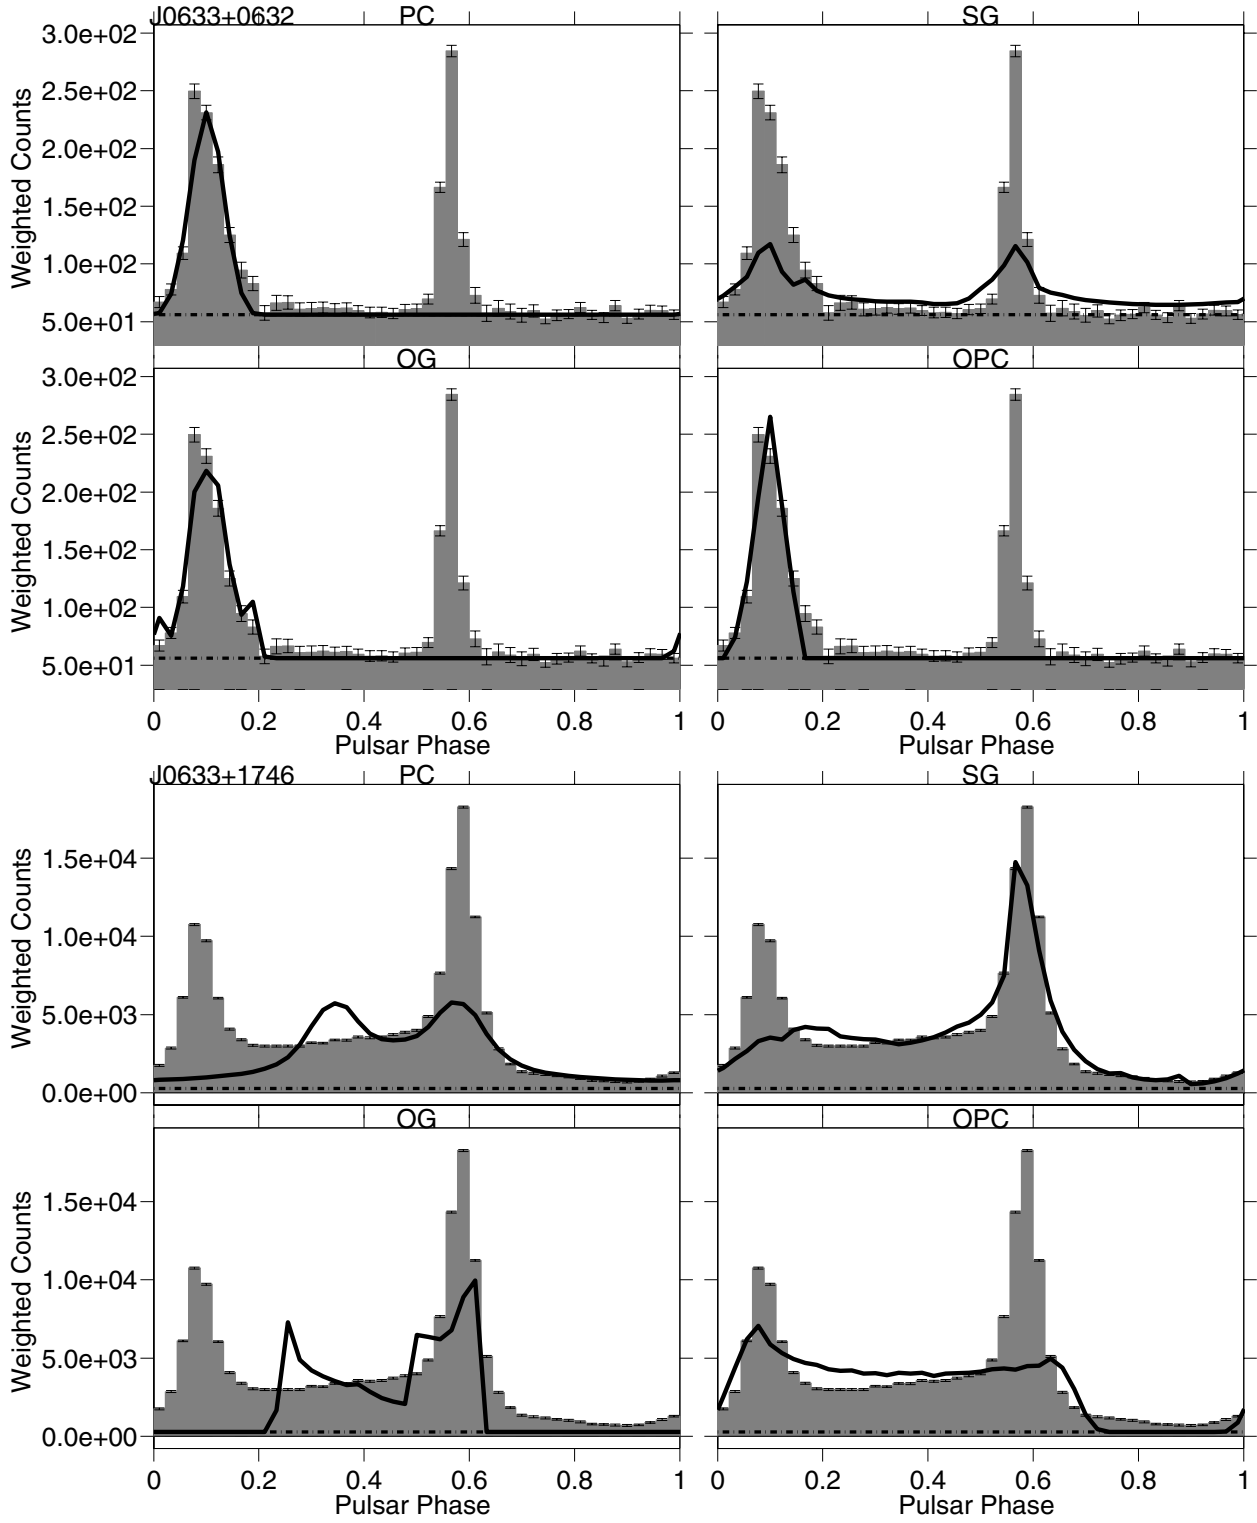 J0633+0632 PC SG
3.0e+02
2.5e+02
2.0e+02
1.5e+02
1.0e+02
5.0e+01
Weighted Counts
OG OPC
3.0e+02
2.5e+02
2.0e+02
1.5e+02
1.0e+02
5.0e+01
Weighted Counts
0 0.2 0.4 0.6 0.8 1 0 0.2 0.4 0.6 0.8 1
Pulsar Phase Pulsar Phase
J0633+1746 PC SG
1.5e+04
1.0e+04
5.0e+03
0.0e+00
Weighted Counts
OG OPC
1.5e+04
1.0e+04
5.0e+03
0.0e+00
Weighted Counts
0 0.2 0.4 0.6 0.8 1 0 0.2 0.4 0.6 0.8 1
Pulsar Phase Pulsar Phase